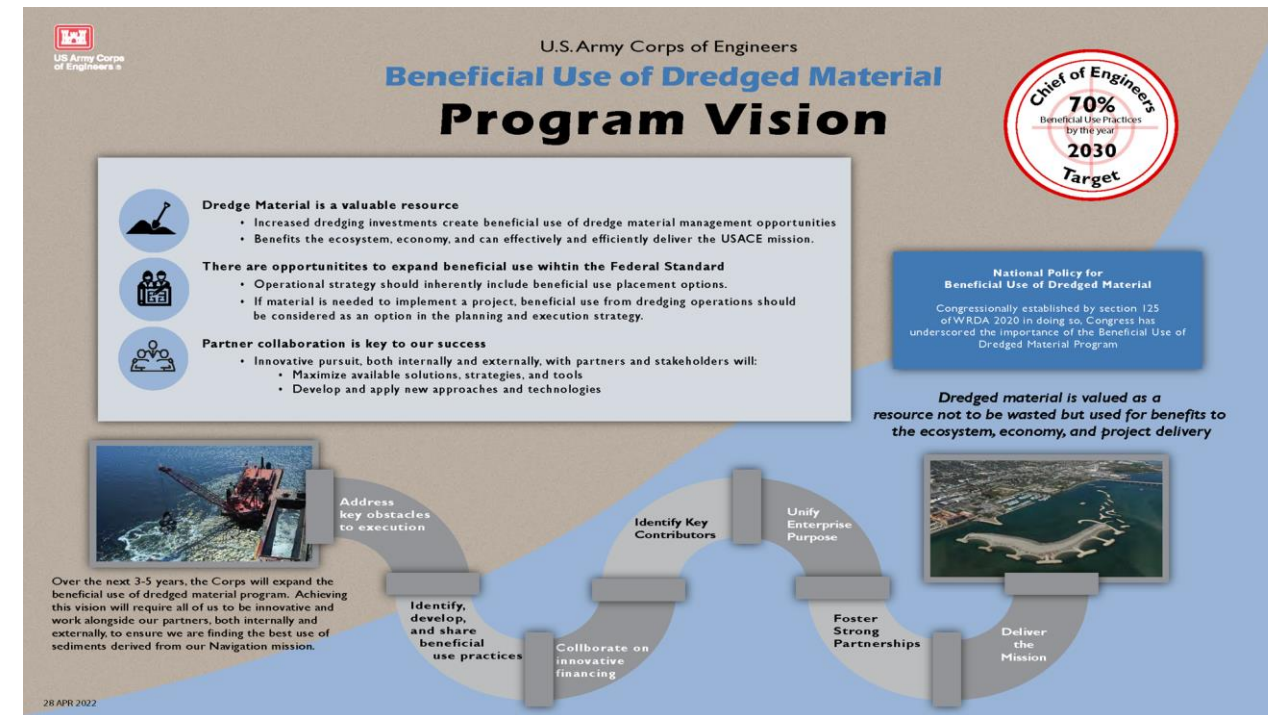 US Army Corps
of Engineers ®
U.S. Army Corps of Engineers
Beneficial Use of Dredged Material
Program Vision
Chief of Engineers
70%
Beneficial Use Practices
by the year
2030
Target
Dredge Material is a valuable resource
• Increased dredging investments create beneficial use of dredge material management opportunities
• Benefits the ecosystem, economy, and can effectively and efficiently deliver the USACE mission.
There are opportunitites to expand beneficial use wihtin the Federal Standard
• Operational strategy should inherently include beneficial use placement options.
• If material is needed to implement a project, beneficial use from dredging operations should
be considered as an option in the planning and execution strategy.
Partner collaboration is key to our success
• Innovative pursuit, both internally and externally, with partners and stakeholders will:
• Maximize available solutions, strategies, and tools
• Develop and apply new approaches and technologies
National Policy for
Beneficial Use of Dredged Material
Congressionally established by section 125
of WRDA 2020 in doing so, Congress has
underscored the importance of the Beneficial Use of
Dredged Material Program
Dredged material is valued as a
resource not to be wasted but used for benefits to
the ecosystem, economy, and project delivery
Over the next 3-5 years, the Corps will expand the
beneficial use of dredged material program. Achieving
this vision will require all of us to be innovative and
work alongside our partners, both internally and
externally, to ensure we are finding the best use of
sediments derived from our Navigation mission.
Address
key obstacles
to execution
Identify,
develop,
and share
beneficial
use practices
Collborate on
innovative
financing
Identify Key
Contributors
Unify
Enterprise
Purpose
Foster
Strong
Partnerships
Deliver
the
Mission
28 APR 2022